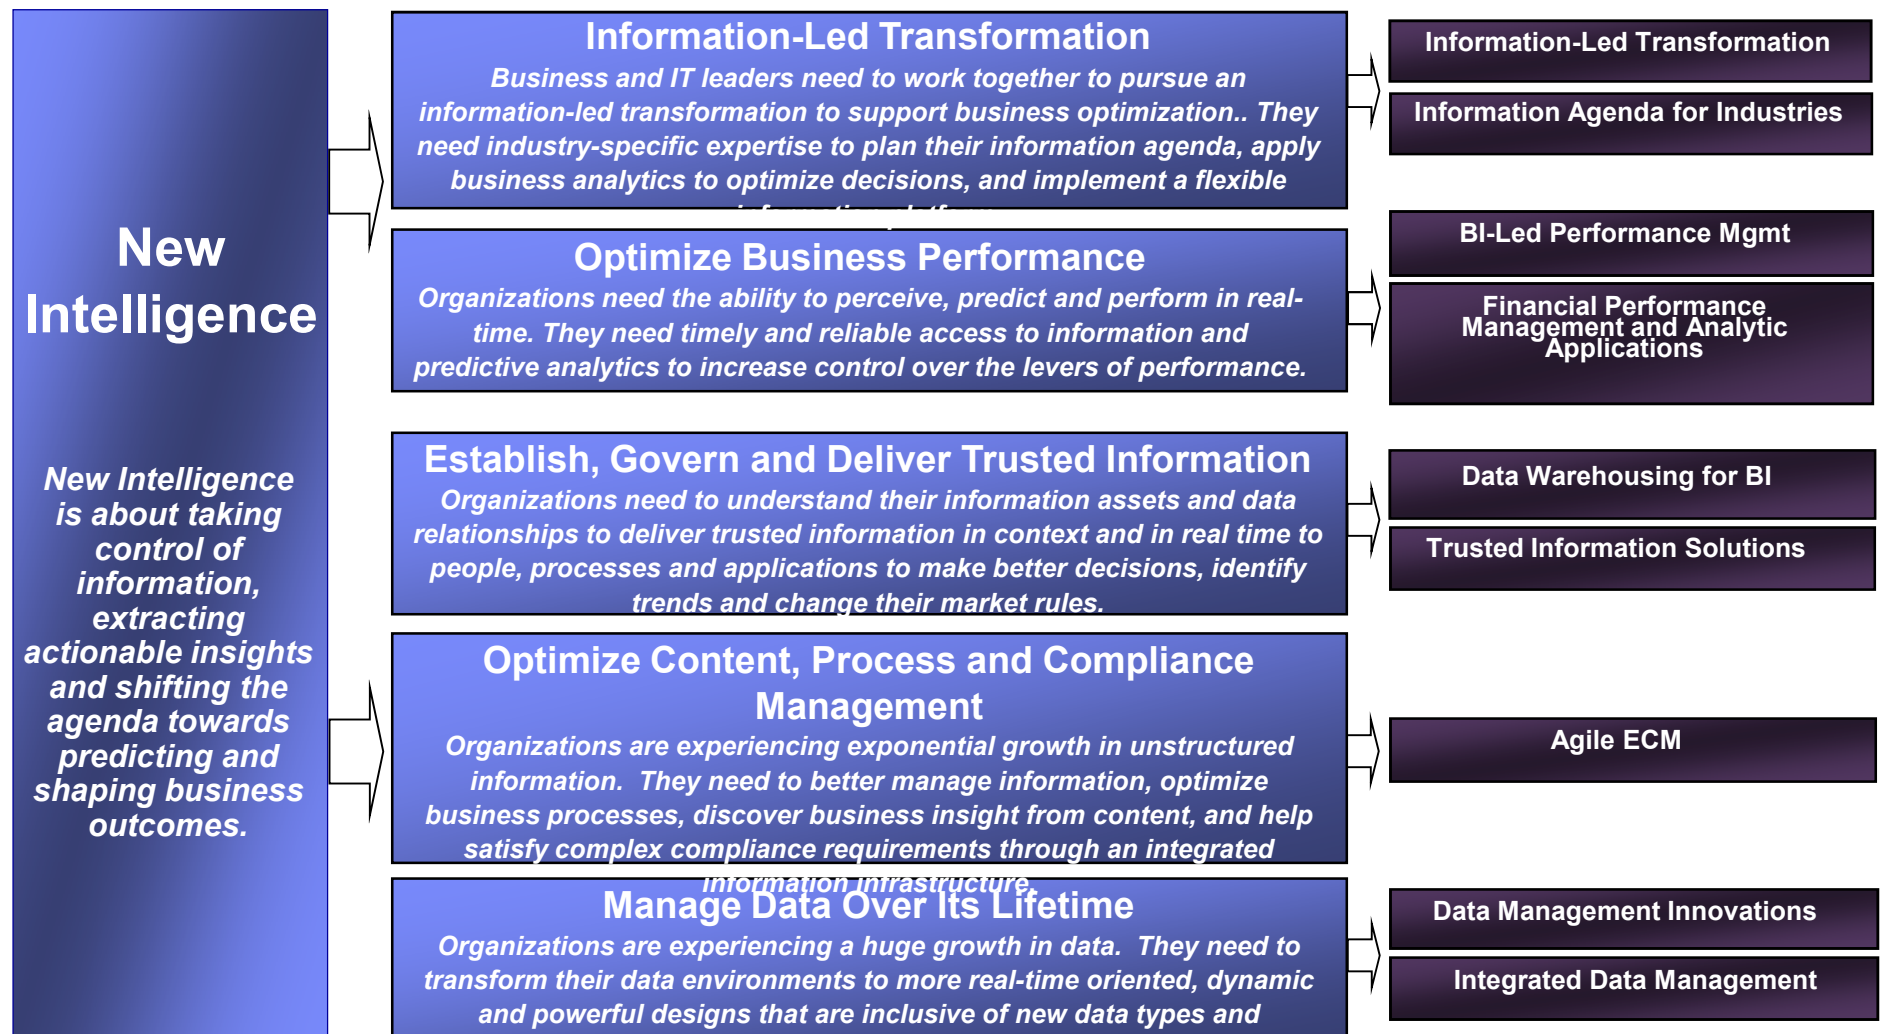 New
Intelligence
New Intelligence
is about taking
control of
information,
extracting
actionable insights
and shifting the
agenda towards
predicting and
shaping business
outcomes.
Information-Led Transformation
Business and IT leaders need to work together to pursue an
information-led transformation to support business optimization.. They
need industry-specific expertise to plan their information agenda, apply
business analytics to optimize decisions, and implement a flexible
Information-Led Transformation
Information Agenda for Industries
Optimize Business Performance
Organizations need the ability to perceive, predict and perform in real-
time. They need timely and reliable access to information and
predictive analytics to increase control over the levers of performance.
BI-Led Performance Mgmt
Financial Performance
Management and Analytic
Applications
Establish, Govern and Deliver Trusted Information
Organizations need to understand their information assets and data
relationships to deliver trusted information in context and in real time to
people, processes and applications to make better decisions, identify
trends and change their market rules.
Data Warehousing for BI
Trusted Information Solutions
Optimize Content, Process and Compliance
Management
Organizations are experiencing exponential growth in unstructured
information. They need to better manage information, optimize
business processes, discover business insight from content, and help
satisfy complex compliance requirements through an integrated
information infrastructure.
Agile ECM
Manage Data Over Its Lifetime
Organizations are experiencing a huge growth in data. They need to
transform their data environments to more real-time oriented, dynamic
and powerful designs that are inclusive of new data types and
Data Management Innovations
Integrated Data Management